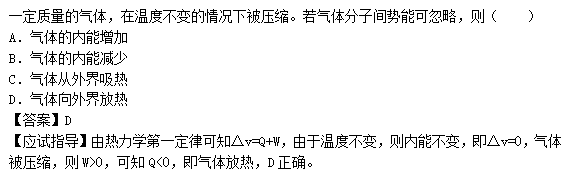 一定质量的气体，在温度不变的情况下被压缩。若气体分子间势能可忽略，则（　　）
A．气体的内能增加
B．气体的内能减少
C．气体从外界吸热
D．气体向外界放热
【答案】D
【应试指导】由热力学第一定律可知△v=Q+W，由于温度不变，则内能不变，即△v=0，气体
被压缩，则W>0，可知Q<0，即气体放热，D正确。